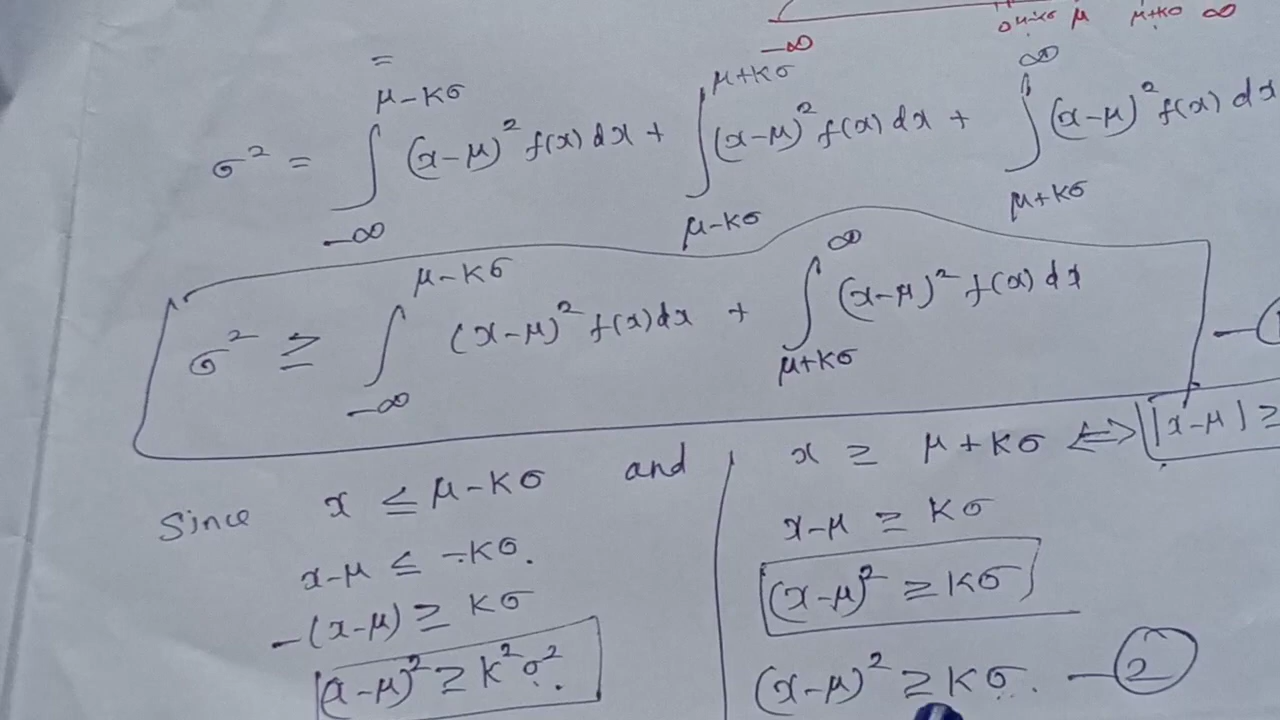 −∞ μ-kσ μ μ+kσ ∞
=
σ² = ∫_{−∞}^{μ−kσ} (x−μ)² f(x) dx + ∫_{μ−kσ}^{μ+kσ} (x−μ)² f(x) dx + ∫_{μ+kσ}^{∞} (x−μ)² f(x) dx
σ² ≥ ∫_{−∞}^{μ−kσ} (x−μ)² f(x) dx + ∫_{μ+kσ}^{∞} (x−μ)² f(x) dx —
Since x ≤ μ−kσ and x ≥ μ+kσ ⟺ |x−μ| ≥
x−μ ≤ −kσ.
−(x−μ) ≥ kσ
(x−μ)² ≥ k²σ².
x−μ ≥ kσ
(x−μ)² ≥ kσ
(x−μ)² ≥ kσ. — 2